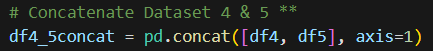 # Concatenate Dataset 4 & 5 **
df4_5concat = pd.concat([df4, df5], axis=1)